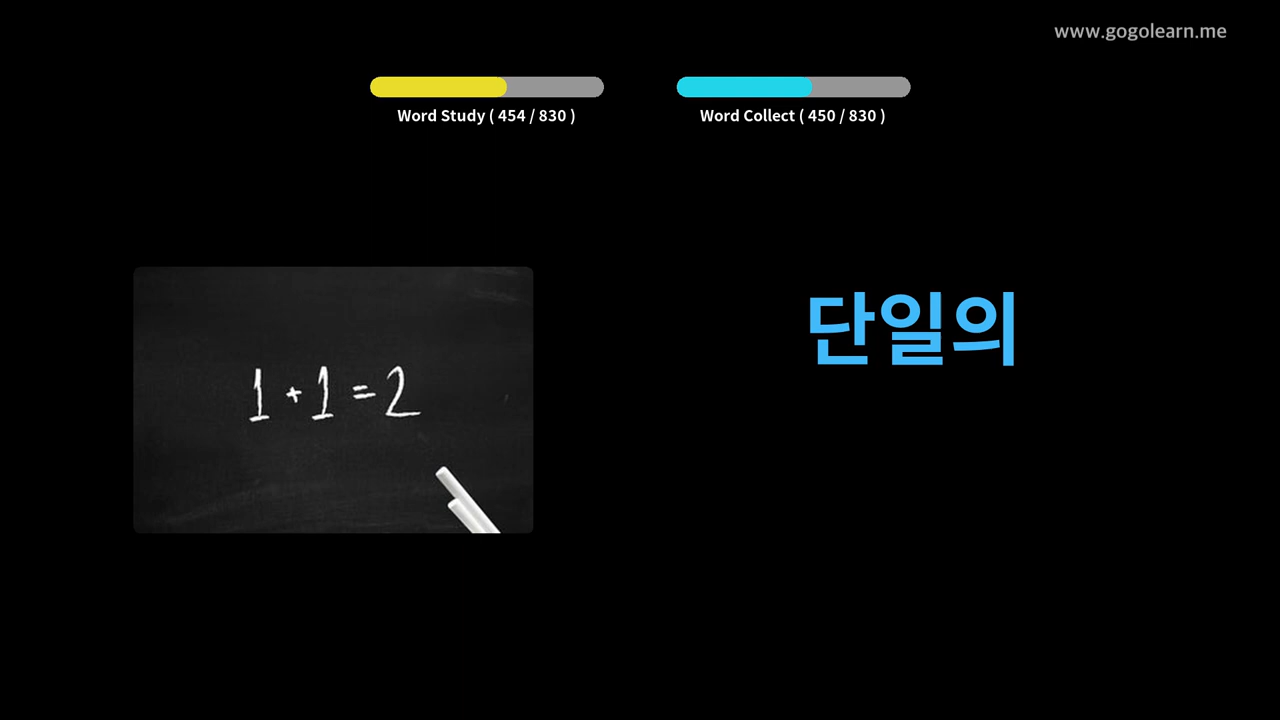 www.gogolearn.me
Word Study ( 454 / 830 )
Word Collect ( 450 / 830 )
1 + 1 = 2
단일의